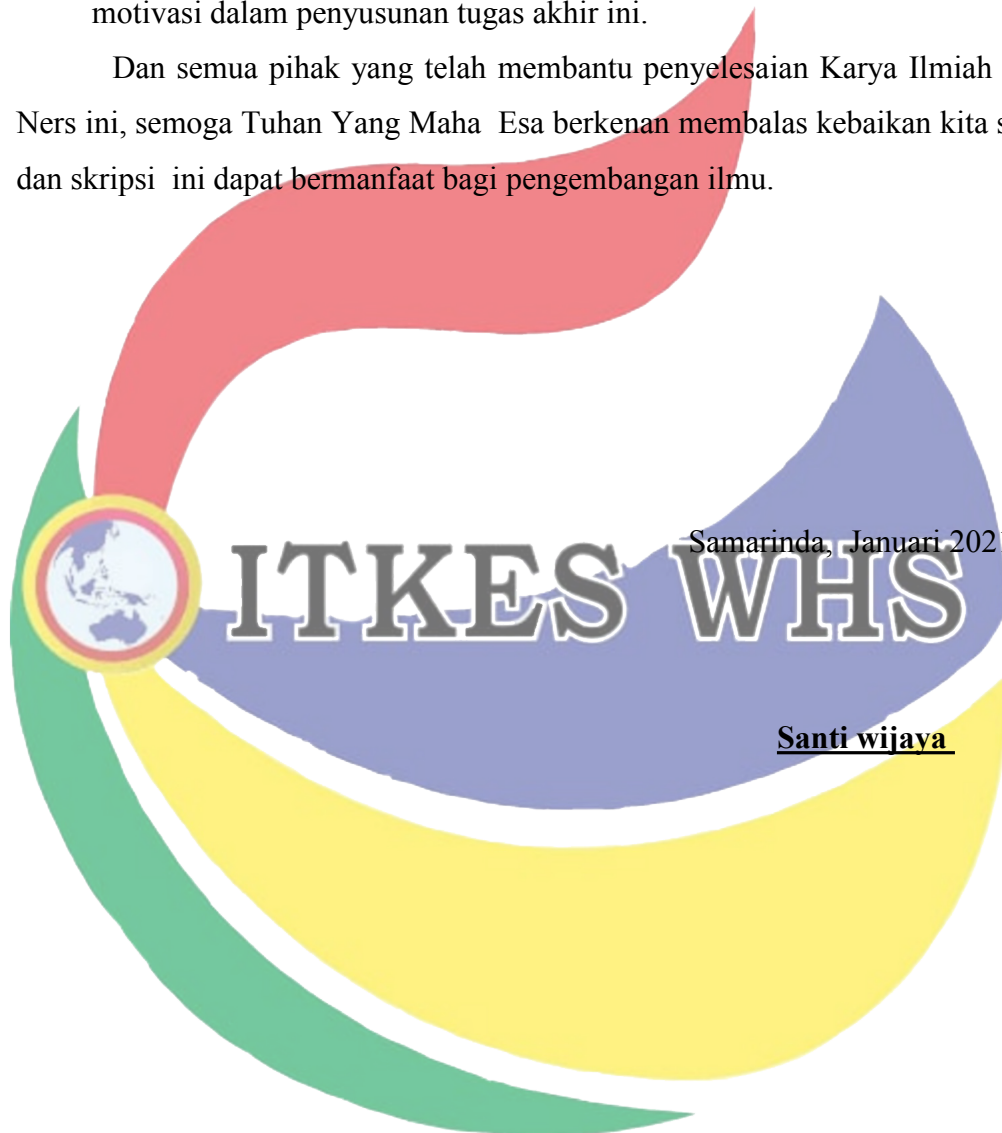 motivasi dalam penyusunan tugas akhir ini.
Dan semua pihak yang telah membantu penyelesaian Karya Ilmiah
Ners ini, semoga Tuhan Yang Maha Esa berkenan membalas kebaikan kita
dan skripsi ini dapat bermanfaat bagi pengembangan ilmu.
Samarinda, Januari 202
ITKES WHS
Santi wijaya